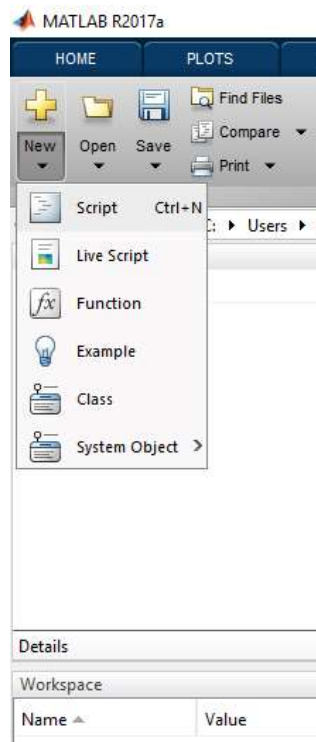 MATLAB R2017a
HOME PLOTS
New Open Save
Find Files
Compare
Print
Script Ctrl+N
C: Users
Live Script
fx Function
Example
Class
System Object
Details
Workspace
Name Value